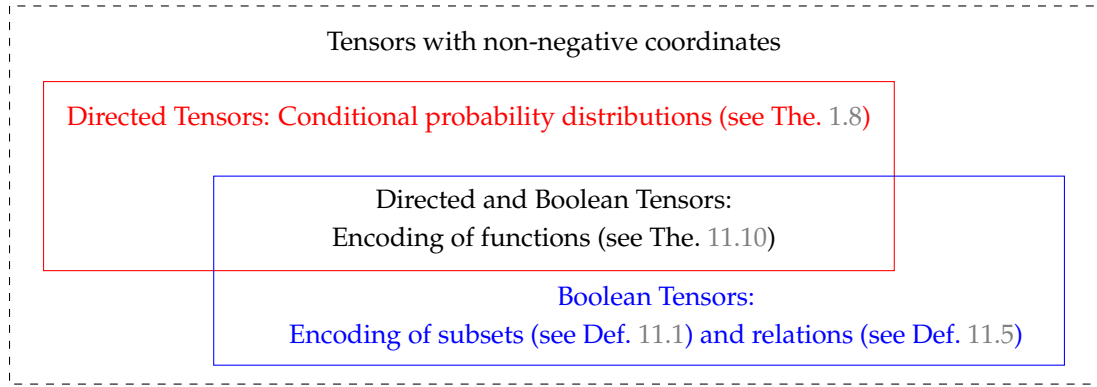 Tensors with non-negative coordinates
Directed Tensors: Conditional probability distributions (see The. 1.8)
Directed and Boolean Tensors:
Encoding of functions (see The. 11.10)
Boolean Tensors:
Encoding of subsets (see Def. 11.1) and relations (see Def. 11.5)